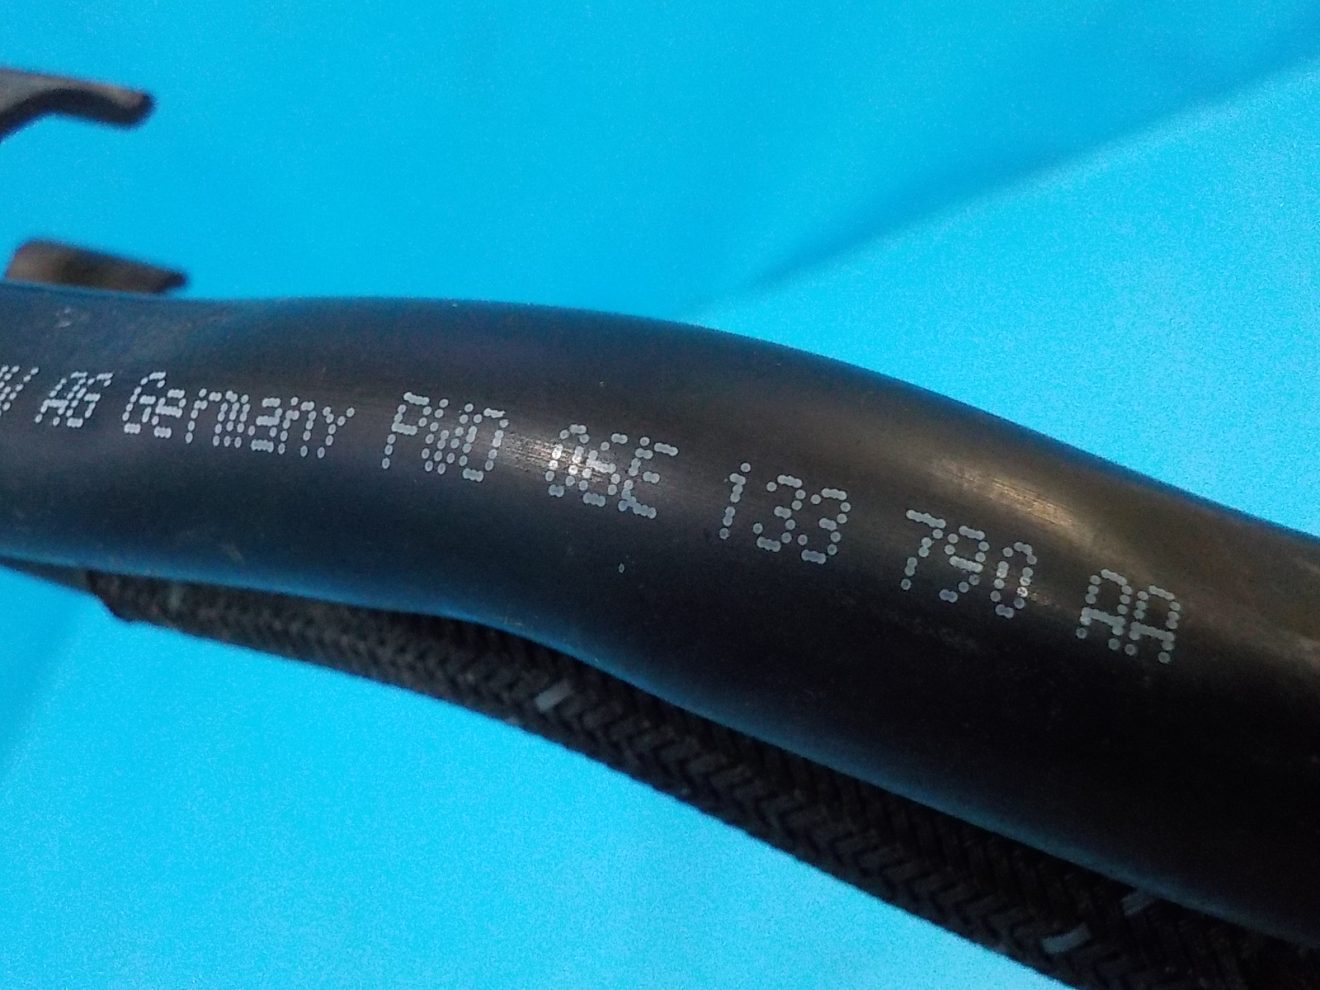 AG Germany PWO 06E 133 790 AA